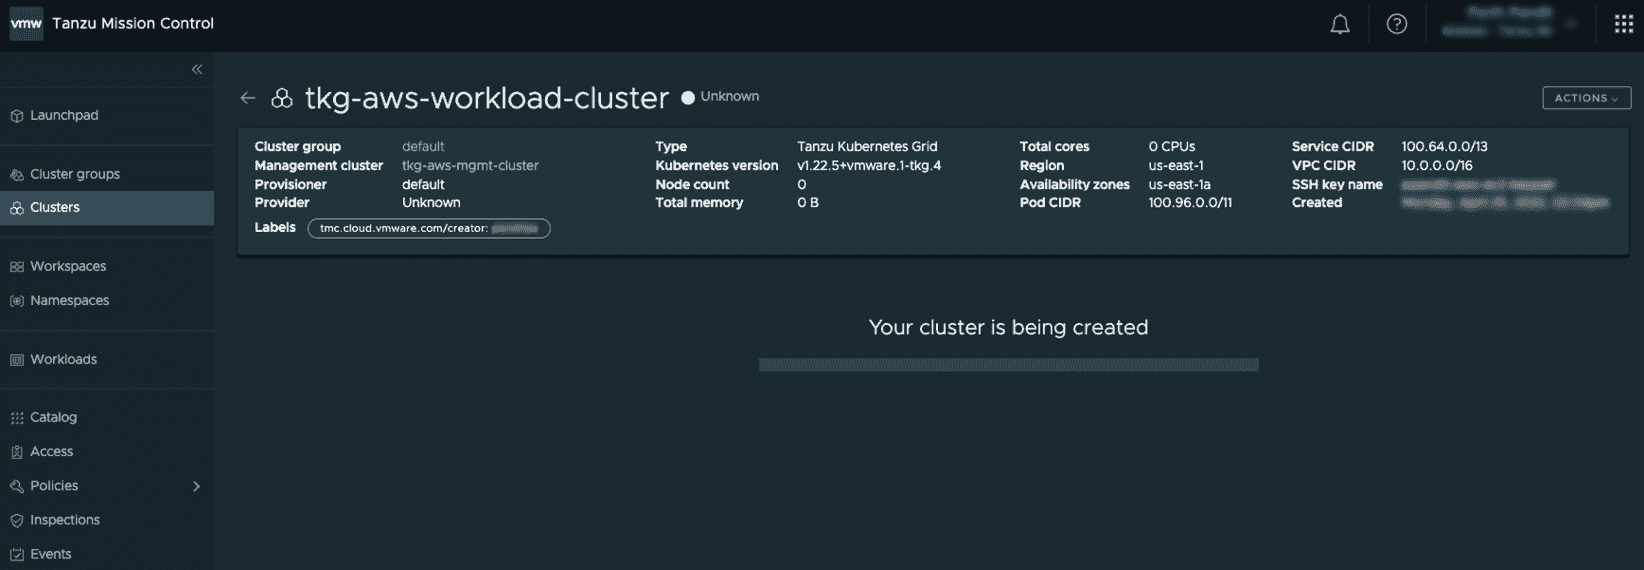 vmw Tanzu Mission Control
Launchpad
Cluster groups
Clusters
Workspaces
Namespaces
Workloads
Catalog
Access
Policies
Inspections
Events
tkg-aws-workload-cluster Unknown
ACTIONS
Cluster group default
Management cluster tkg-aws-mgmt-cluster
Provisioner default
Provider Unknown
Type Tanzu Kubernetes Grid
Kubernetes version v1.22.5+vmware.1-tkg.4
Node count 0
Total memory 0 B
Total cores 0 CPUs
Region us-east-1
Availability zones us-east-1a
Pod CIDR 100.96.0.0/11
Service CIDR 100.64.0.0/13
VPC CIDR 10.0.0.0/16
SSH key name
Created
Labels tmc.cloud.vmware.com/creator:
Your cluster is being created